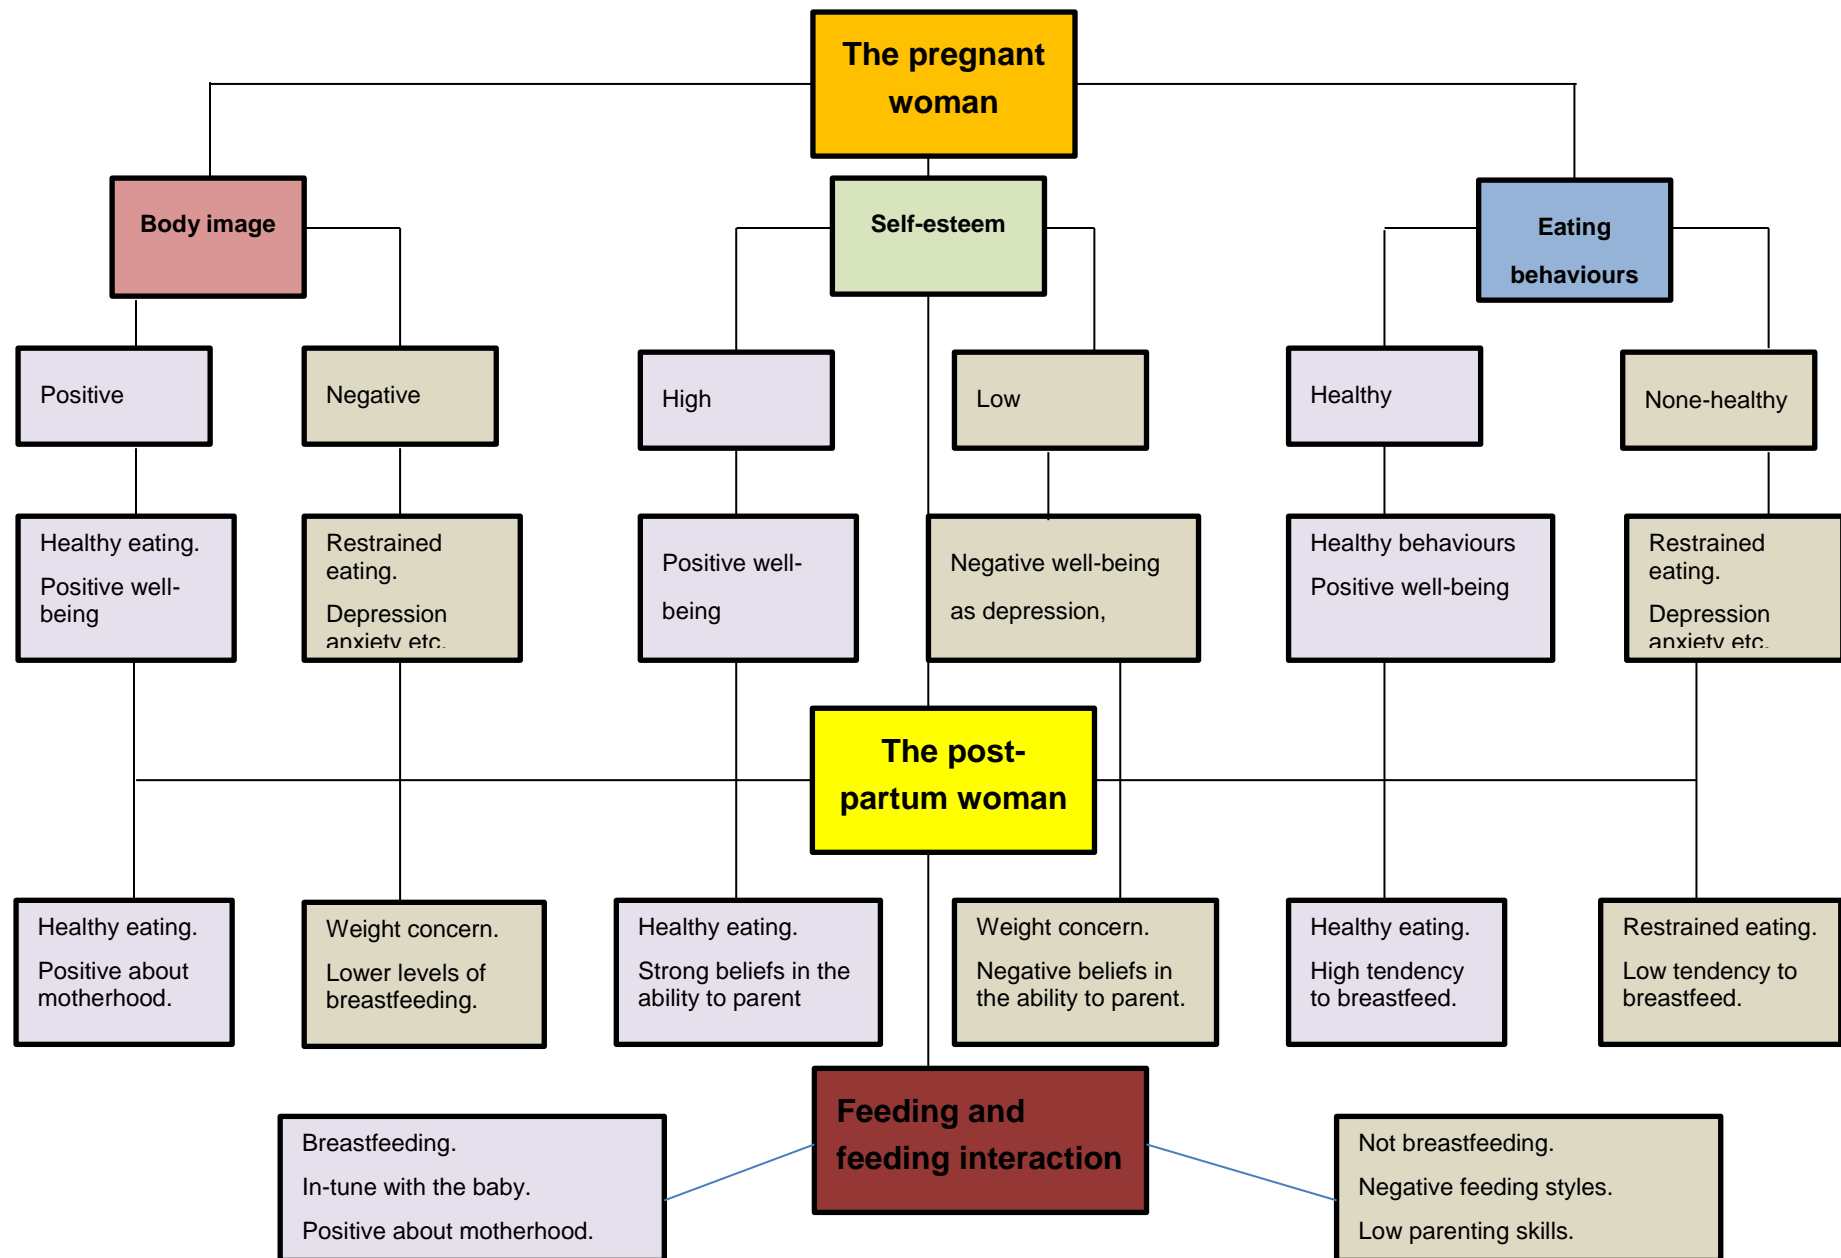 The pregnant
woman
Body image
Self-esteem
Eating
behaviours
Positive
Negative
High
Low
Healthy
None-healthy
Healthy eating.
Positive well-
being
Restrained
eating.
Depression
anxiety etc.
Positive well-
being
Negative well-being
as depression,
Healthy behaviours
Positive well-being
Restrained
eating.
Depression
anxiety etc.
The post-
partum woman
Healthy eating.
Positive about
motherhood.
Weight concern.
Lower levels of
breastfeeding.
Healthy eating.
Strong beliefs in the
ability to parent
Weight concern.
Negative beliefs in
the ability to parent.
Healthy eating.
High tendency
to breastfeed.
Restrained eating.
Low tendency to
breastfeed.
Feeding and
feeding interaction
Breastfeeding.
In-tune with the baby.
Positive about motherhood.
Not breastfeeding.
Negative feeding styles.
Low parenting skills.